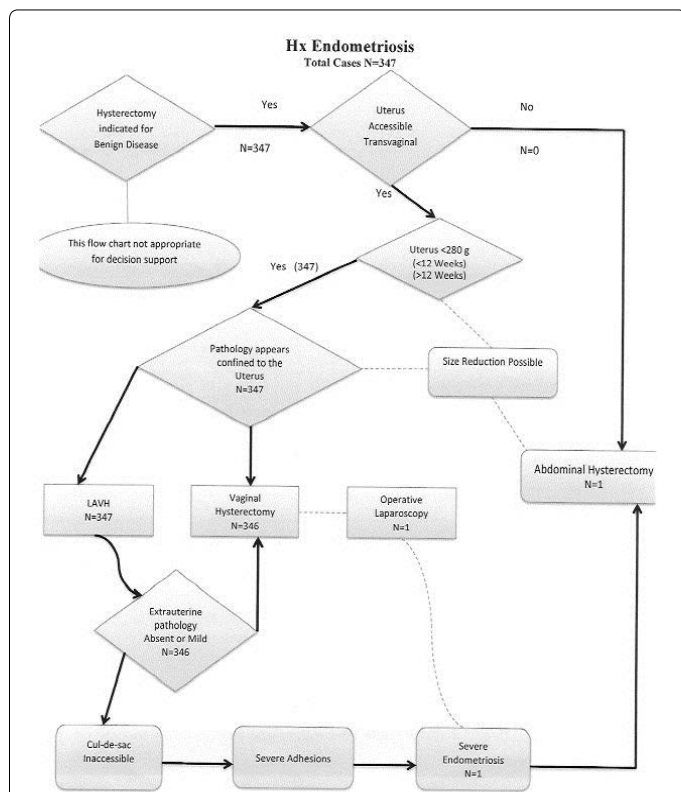 Hx Endometriosis
Total Cases N=347
Hysterectomy
indicated for
Benign Disease
Yes
N=347
Uterus
Accessible
Transvaginal
No
N=0
Yes
This flow chart not appropriate
for decision support
Uterus <280 g
(<12 Weeks)
(>12 Weeks)
Yes (347)
Pathology appears
confined to the
Uterus
N=347
Size Reduction Possible
Abdominal Hysterectomy
N=1
LAVH
N=347
Vaginal
Hysterectomy
N=346
Operative
Laparoscopy
N=1
Extrauterine
pathology
Absent or Mild
N=346
Cul-de-sac
Inaccessible
Severe Adhesions
Severe
Endometriosis
N=1